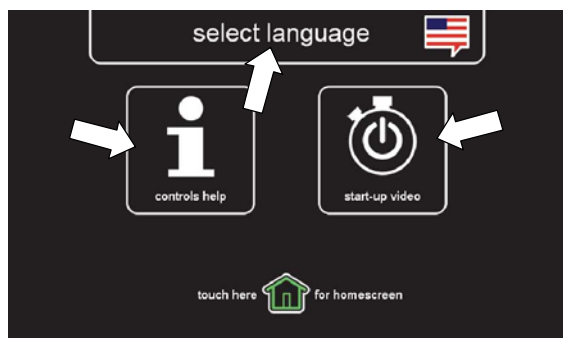 select language
controls help
start-up video
touch here for homescreen